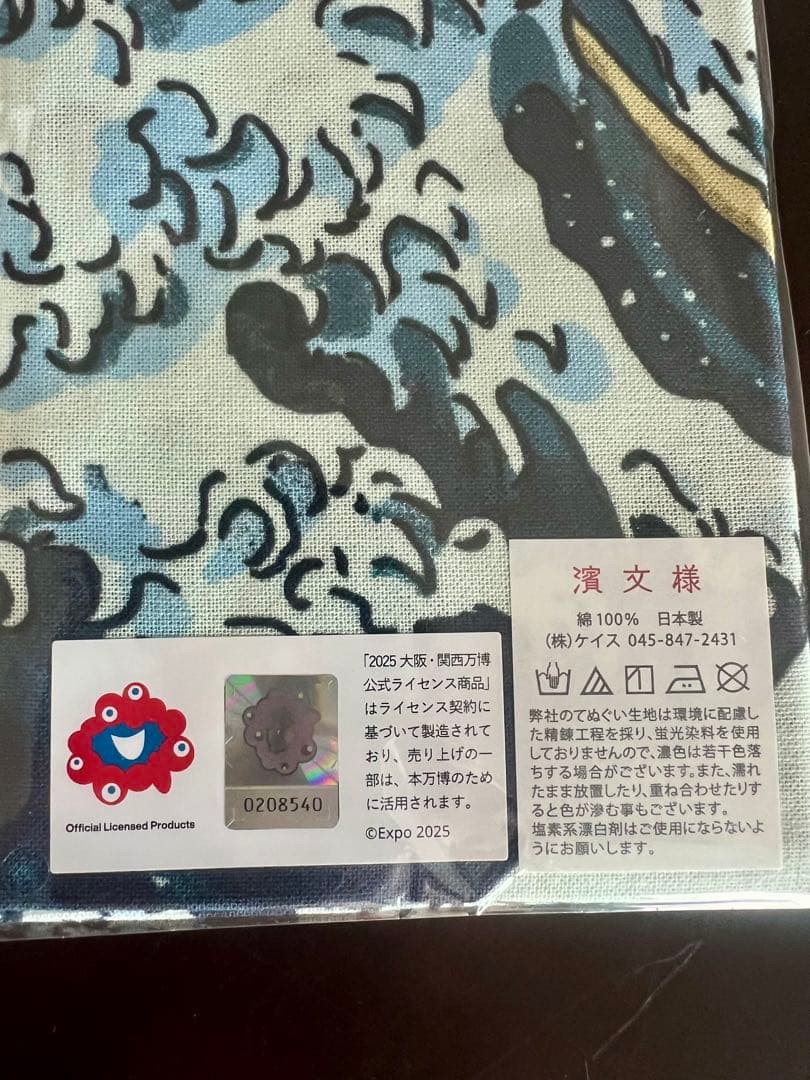 濱文様
綿100% 日本製
(株)ケイス 045-847-2431
弊社のてぬぐい生地は環境に配慮し
た精錬工程を採り、蛍光染料を使用
しておりませんので、濃色は若干色落
ちする場合がございます。また、濡れ
たまま放置したり、重ね合わせたりす
ると色が滲む事もございます。
塩素系漂白剤はご使用にならないよ
うにお願いします。
Official Licensed Products
0208540
「2025 大阪・関西万博
公式ライセンス商品」
はライセンス契約に
基づいて製造されて
おり、売り上げの一
部は、本万博のため
に活用されます。
©Expo 2025